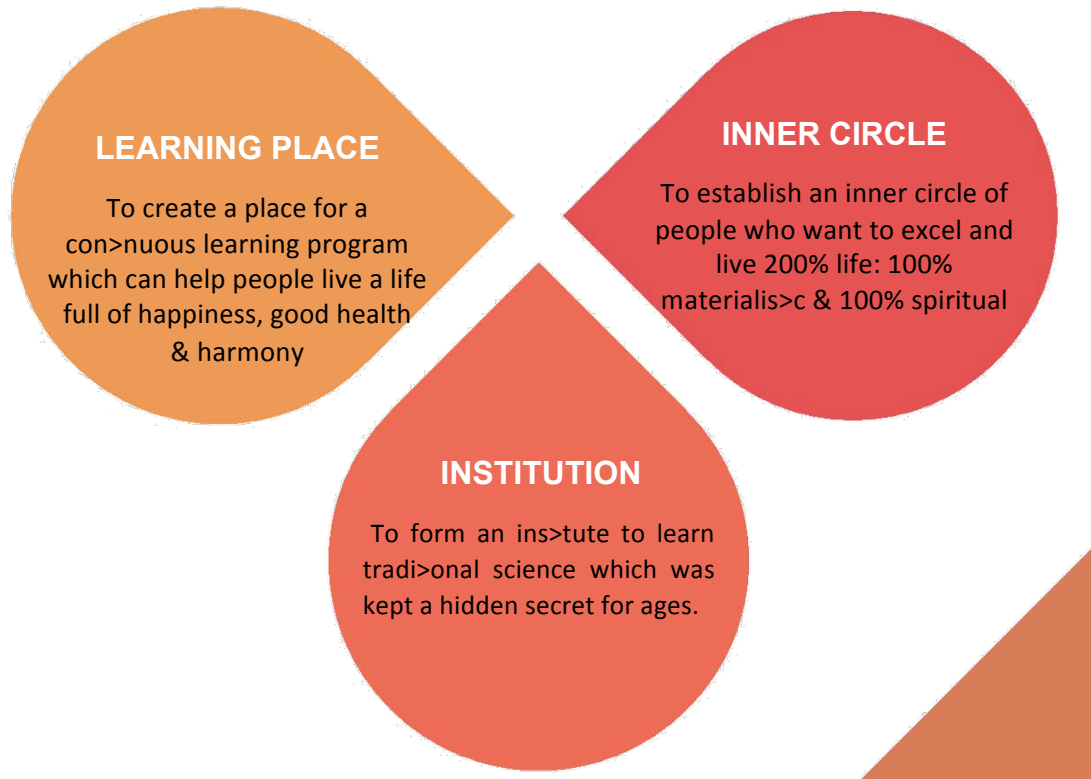 LEARNING PLACE
To create a place for a
con>nuous learning program
which can help people live a life
full of happiness, good health
& harmony
INNER CIRCLE
To establish an inner circle of
people who want to excel and
live 200% life: 100%
materialis>c & 100% spiritual
INSTITUTION
To form an ins>tute to learn
tradi>onal science which was
kept a hidden secret for ages.